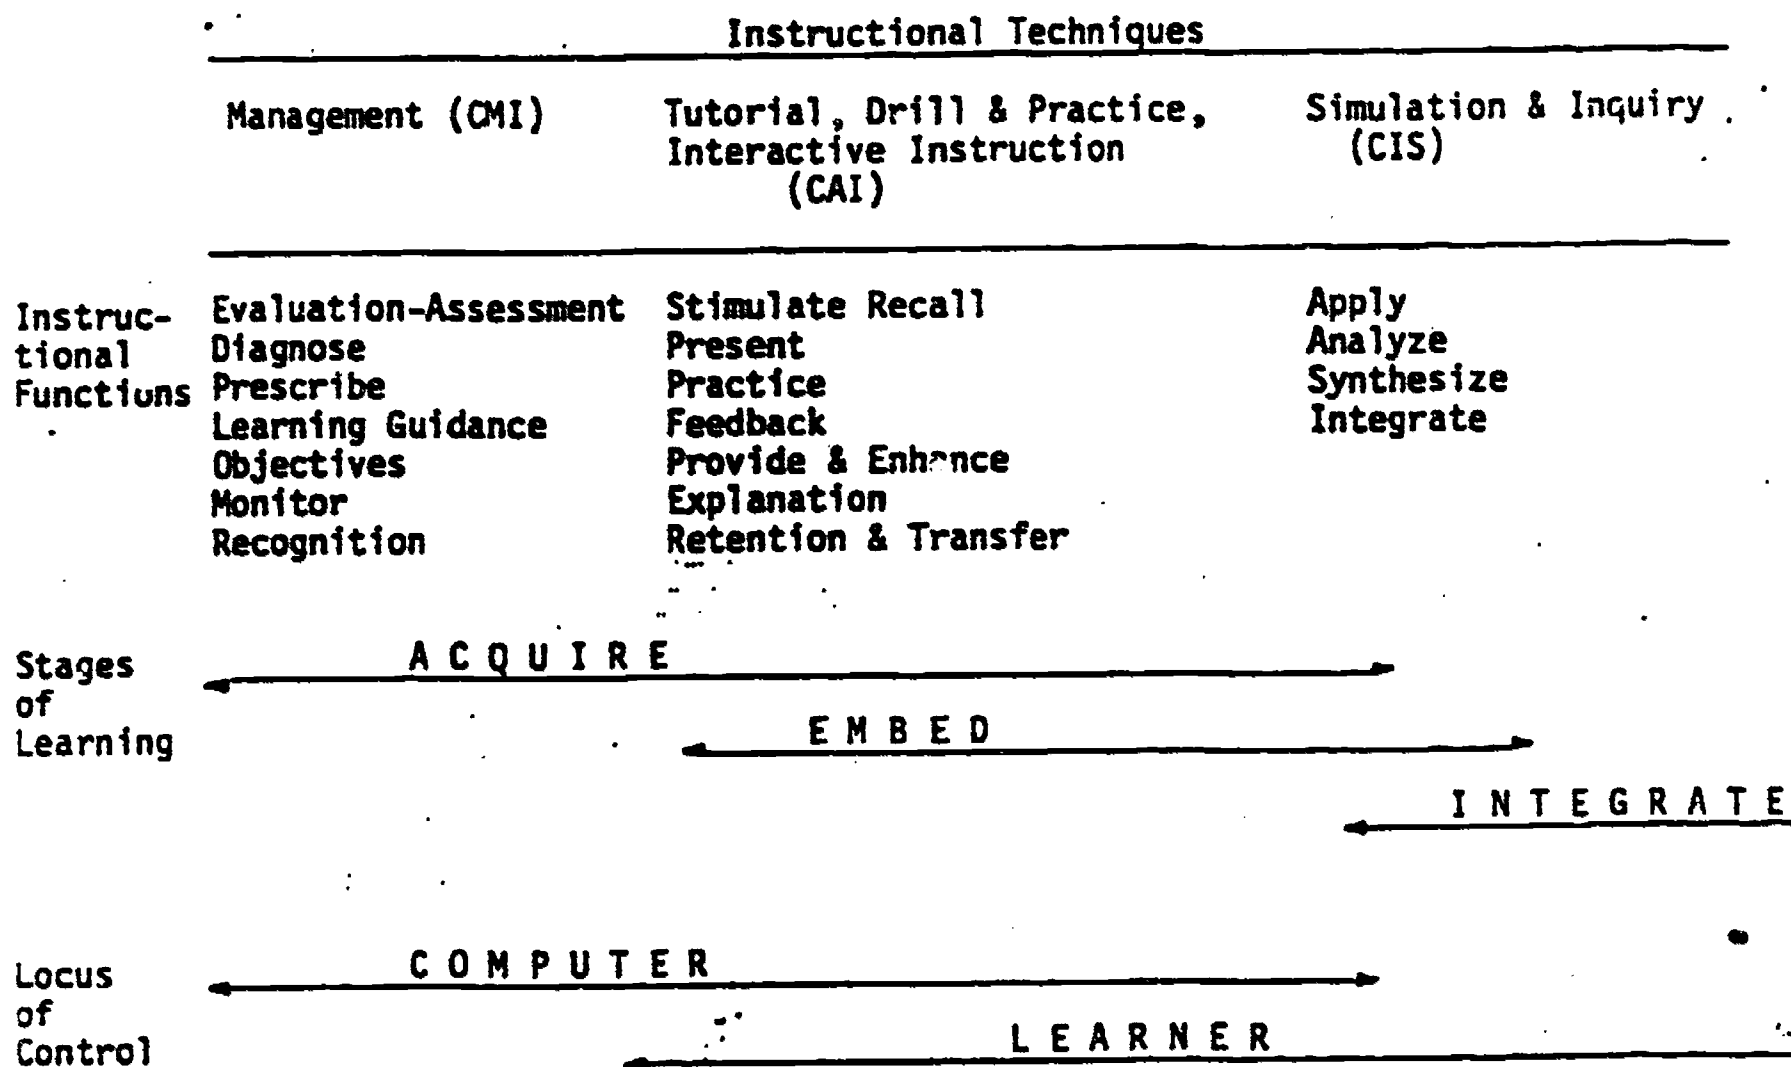 Instructional Techniques
Management (CMI)
Tutorial, Drill & Practice,
Interactive Instruction
(CAI)
Simulation & Inquiry
(CIS)
Instruc-
tional
Functions
Evaluation-Assessment
Diagnose
Prescribe
Learning Guidance
Objectives
Monitor
Recognition
Stimulate Recall
Present
Practice
Feedback
Provide & Enhance
Explanation
Retention & Transfer
Apply
Analyze
Synthesize
Integrate
Stages
of
Learning
A C Q U I R E
E M B E D
I N T E G R A T E
Locus
of
Control
C O M P U T E R
L E A R N E R